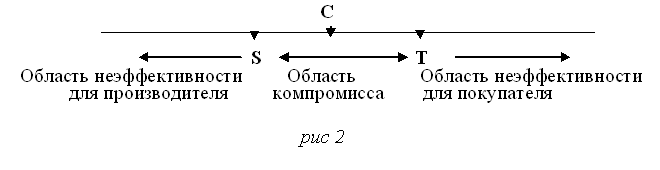 C
S
T
Область неэффективности
для производителя
Область
компромисса
Область неэффективности
для покупателя
рис 2